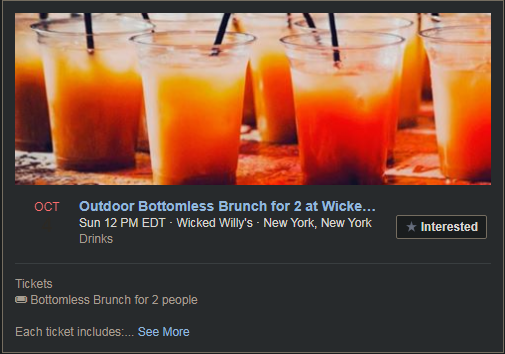 OCT
Outdoor Bottomless Brunch for 2 at Wicke…
Sun 12 PM EDT · Wicked Willy's · New York, New York
Drinks
★ Interested
Tickets
Bottomless Brunch for 2 people
Each ticket includes:... See More